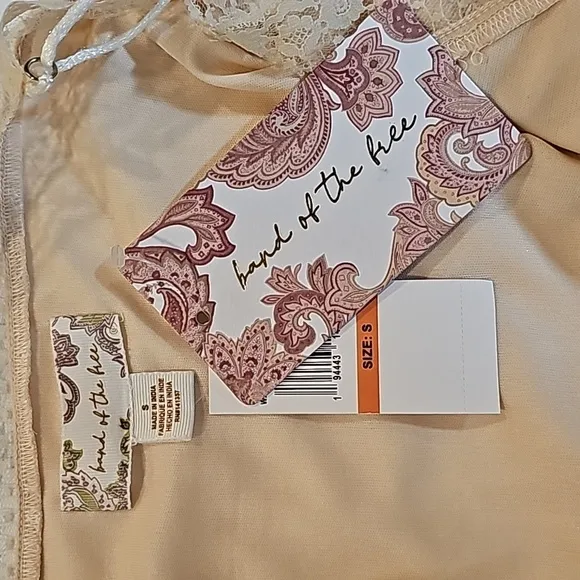 band of the free
SIZE: S
1 94443
band of the free
S
MADE IN INDIA
FABRIQUE EN INDE
HECHO EN INDIA